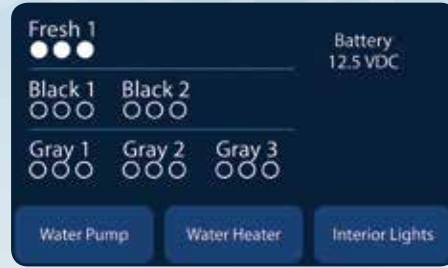 Fresh 1
Battery
12.5 VDC
Black 1 Black 2
Gray 1 Gray 2 Gray 3
Water Pump Water Heater Interior Lights